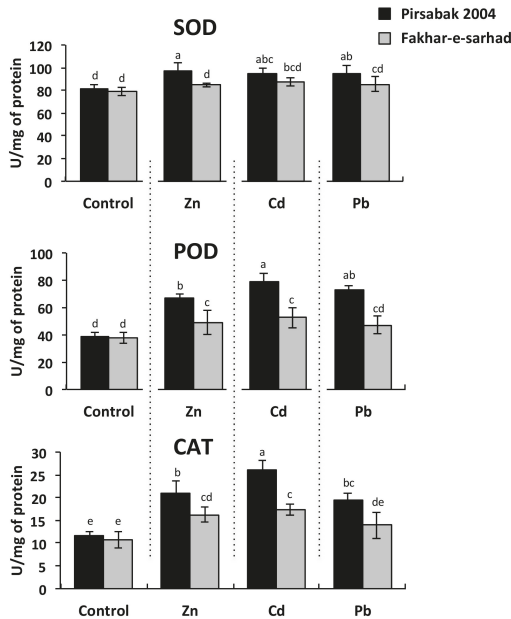 Pirsabak 2004
Fakhar-e-sarhad
SOD
U/mg of protein
120
100
80
60
40
20
0
d d a d abc bcd ab cd
Control Zn Cd Pb
POD
U/mg of protein
100
80
60
40
20
0
d d b c a c ab cd
Control Zn Cd Pb
CAT
U/mg of protein
30
25
20
15
10
5
0
e e b cd a c bc de
Control Zn Cd Pb